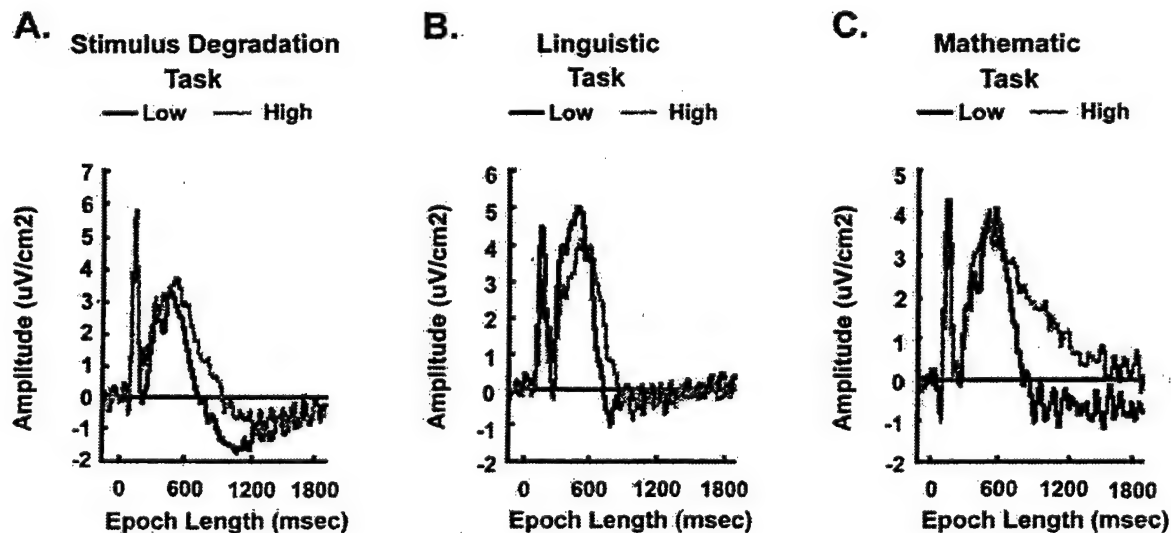 A.
Stimulus Degradation
Task
Low High
Amplitude (uV/cm2)
7
6
5
4
3
2
1
0
-1
-2
0 600 1200 1800
Epoch Length (msec)
B.
Linguistic
Task
Low High
Amplitude (uV/cm2)
6
5
4
3
2
1
0
-1
-2
0 600 1200 1800
Epoch Length (msec)
C.
Mathematic
Task
Low High
Amplitude (uV/cm2)
5
4
3
2
1
0
-1
-2
0 600 1200 1800
Epoch Length (msec)